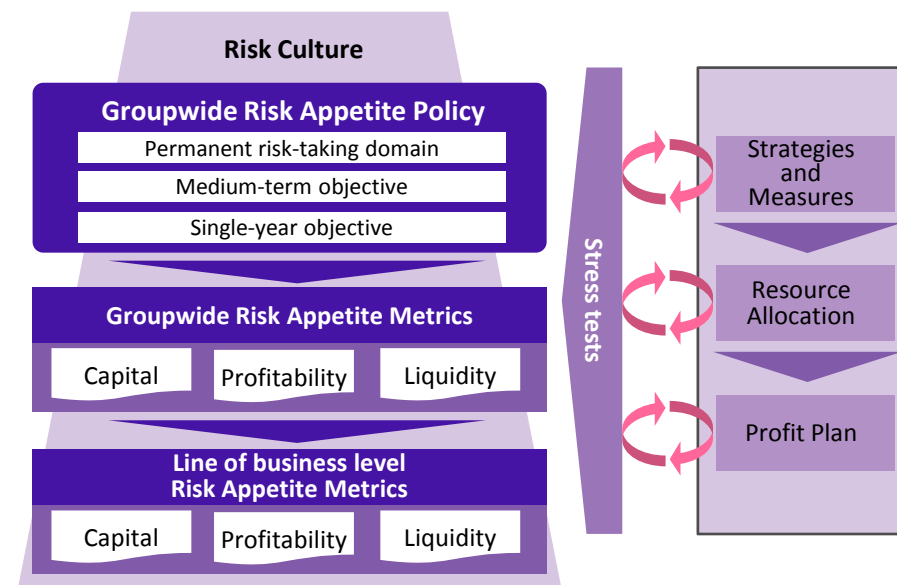 Risk Culture
Groupwide Risk Appetite Policy
Permanent risk-taking domain
Medium-term objective
Single-year objective
Groupwide Risk Appetite Metrics
Capital
Profitability
Liquidity
Line of business level
Risk Appetite Metrics
Capital
Profitability
Liquidity
Stress tests
Strategies
and
Measures
Resource
Allocation
Profit Plan